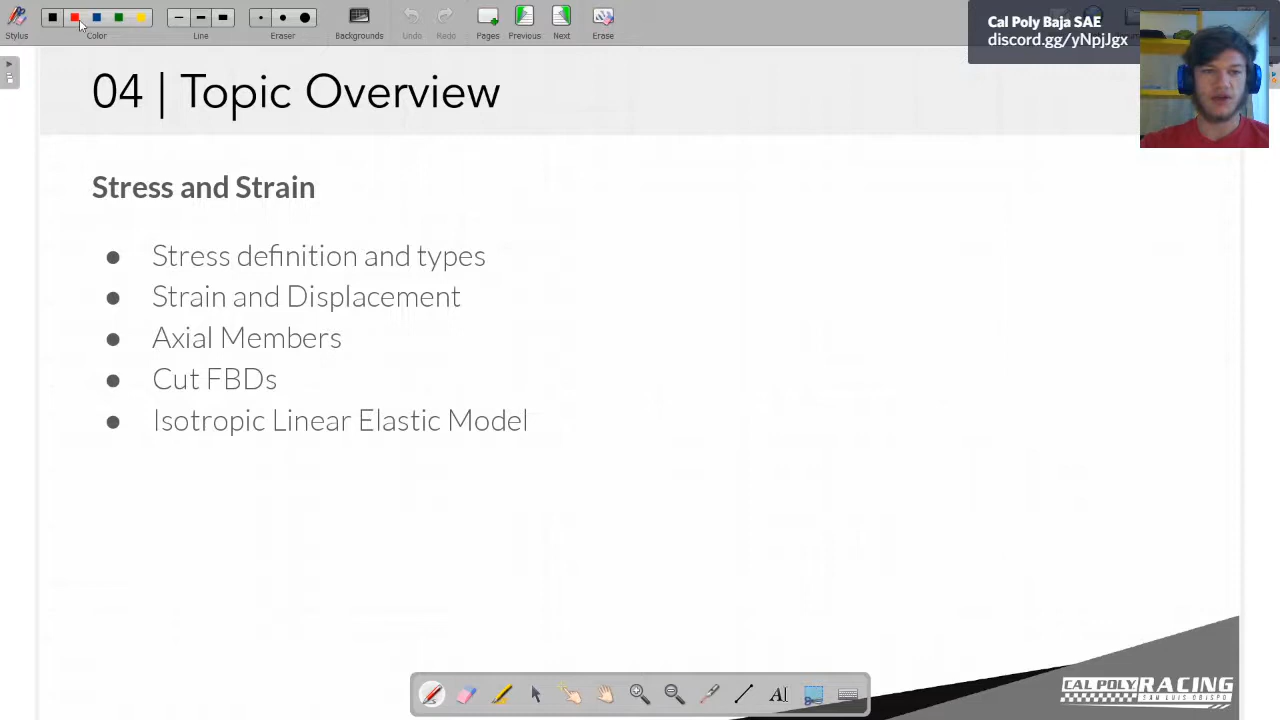 Stylus
Color
Line
Eraser
Backgrounds
Undo
Redo
Pages
Previous
Next
Erase
Cal Poly Baja SAE
discord.gg/yNpjJgx
04 | Topic Overview
Stress and Strain
● Stress definition and types
● Strain and Displacement
● Axial Members
● Cut FBDs
● Isotropic Linear Elastic Model
AI
CAL POLY RACING
SAN LUIS OBISPO